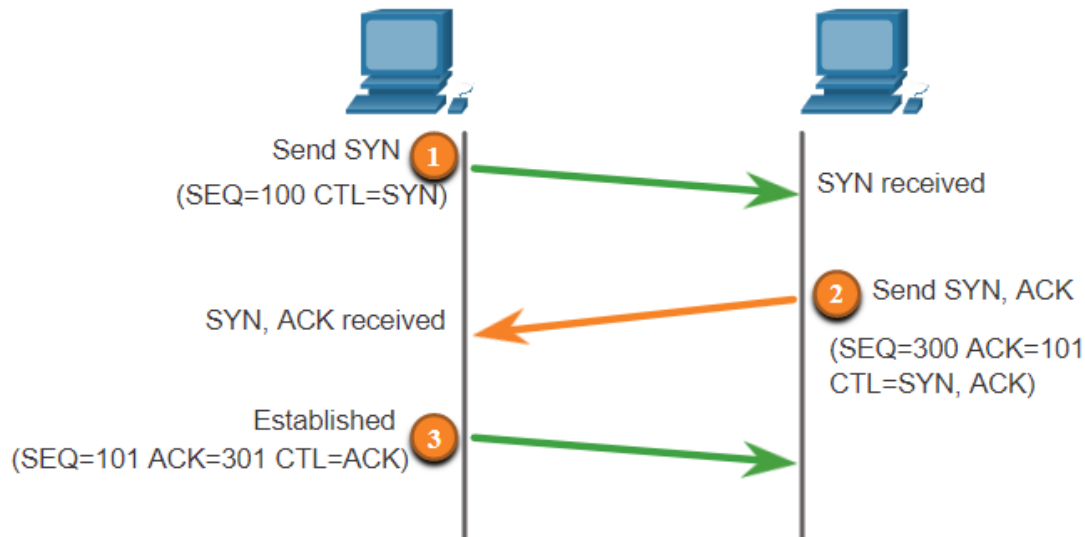 Send SYN 1
(SEQ=100 CTL=SYN)
SYN received
2 Send SYN, ACK
SYN, ACK received
(SEQ=300 ACK=101
CTL=SYN, ACK)
Established 3
(SEQ=101 ACK=301 CTL=ACK)